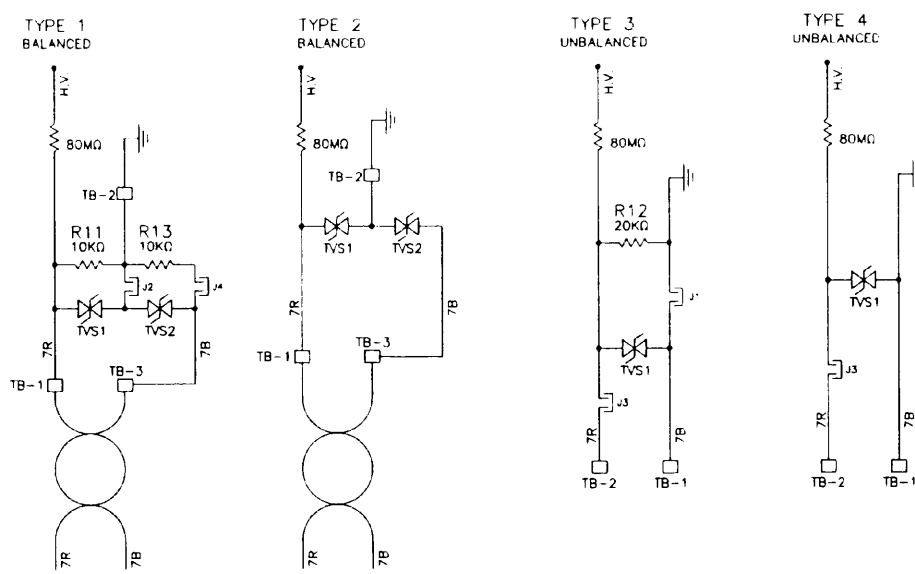 TYPE 1
BALANCED
H.V.
80MΩ
TB-2
R11
10KΩ
R13
10KΩ
J2
J4
TVS1
TVS2
7R
7B
TB-1
TB-3
7R
7B
TYPE 2
BALANCED
H.V.
80MΩ
TB-2
TVS1
TVS2
7R
7B
TB-1
TB-3
7R
7B
TYPE 3
UNBALANCED
H.V.
80MΩ
R12
20KΩ
J1
TVS1
J3
7R
7B
TB-2
TB-1
TYPE 4
UNBALANCED
H.V.
80MΩ
TVS1
J3
7R
7B
TB-2
TB-1